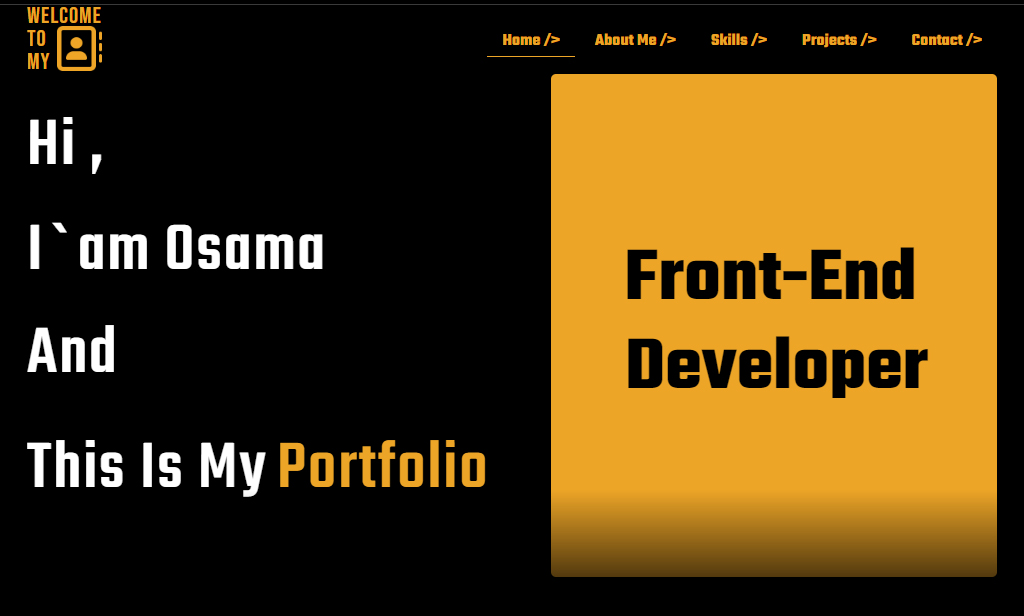 WELCOME
TO
MY
Home /> About Me /> Skills /> Projects /> Contact />
Hi ,
I`am Osama
And
This Is My Portfolio
Front-End
Developer